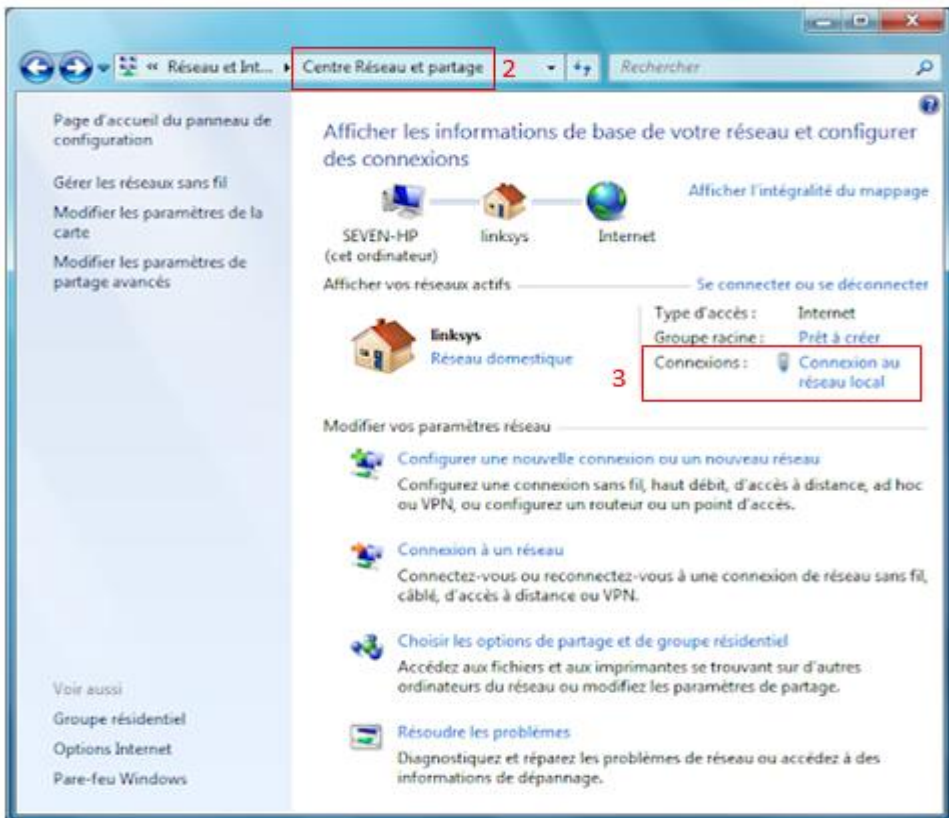 « Réseau et Int... ▸ Centre Réseau et partage 2 Rechercher
Page d'accueil du panneau de
configuration
Gérer les réseaux sans fil
Modifier les paramètres de la
carte
Modifier les paramètres de
partage avancés
Voir aussi
Groupe résidentiel
Options Internet
Pare-feu Windows
Afficher les informations de base de votre réseau et configurer
des connexions
Afficher l'intégralité du mappage
SEVEN-HP linksys Internet
(cet ordinateur)
Afficher vos réseaux actifs Se connecter ou se déconnecter
linksys
Réseau domestique
Type d'accès : Internet
Groupe racine : Prêt à créer
3 Connexions : Connexion au
réseau local
Modifier vos paramètres réseau
Configurer une nouvelle connexion ou un nouveau réseau
Configurez une connexion sans fil, haut débit, d'accès à distance, ad hoc
ou VPN, ou configurez un routeur ou un point d'accès.
Connexion à un réseau
Connectez-vous ou reconnectez-vous à une connexion de réseau sans fil,
câblé, d'accès à distance ou VPN.
Choisir les options de partage et de groupe résidentiel
Accédez aux fichiers et aux imprimantes se trouvant sur d'autres
ordinateurs du réseau ou modifiez les paramètres de partage.
Résoudre les problèmes
Diagnostiquez et réparez les problèmes de réseau ou accédez à des
informations de dépannage.